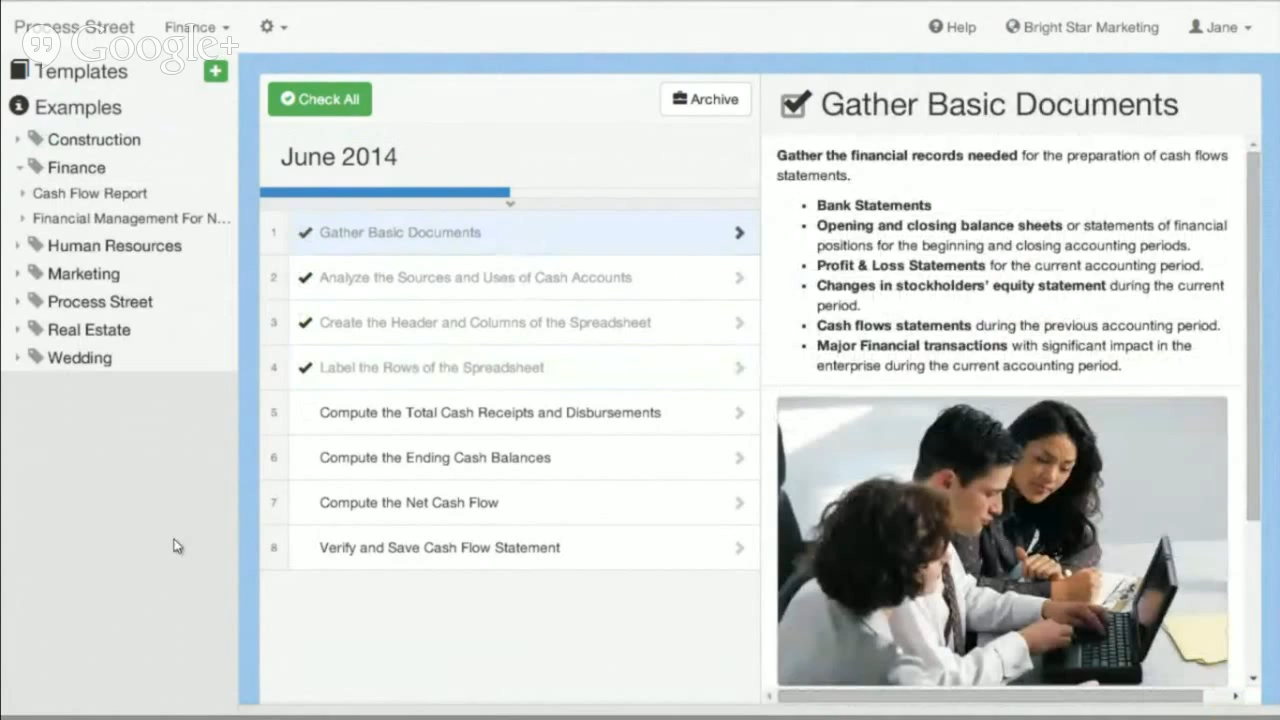 Process Street
Finance
Help
Bright Star Marketing
Jane
Google+
Templates
Examples
Construction
Finance
Cash Flow Report
Financial Management For N...
Human Resources
Marketing
Process Street
Real Estate
Wedding
Check All
Archive
June 2014
1 Gather Basic Documents
2 Analyze the Sources and Uses of Cash Accounts
3 Create the Header and Columns of the Spreadsheet
4 Label the Rows of the Spreadsheet
5 Compute the Total Cash Receipts and Disbursements
6 Compute the Ending Cash Balances
7 Compute the Net Cash Flow
8 Verify and Save Cash Flow Statement
Gather Basic Documents
Gather the financial records needed for the preparation of cash flows
statements.
• Bank Statements
• Opening and closing balance sheets or statements of financial
positions for the beginning and closing accounting periods.
• Profit & Loss Statements for the current accounting period.
• Changes in stockholders' equity statement during the current
period.
• Cash flows statements during the previous accounting period.
• Major Financial transactions with significant impact in the
enterprise during the current accounting period.